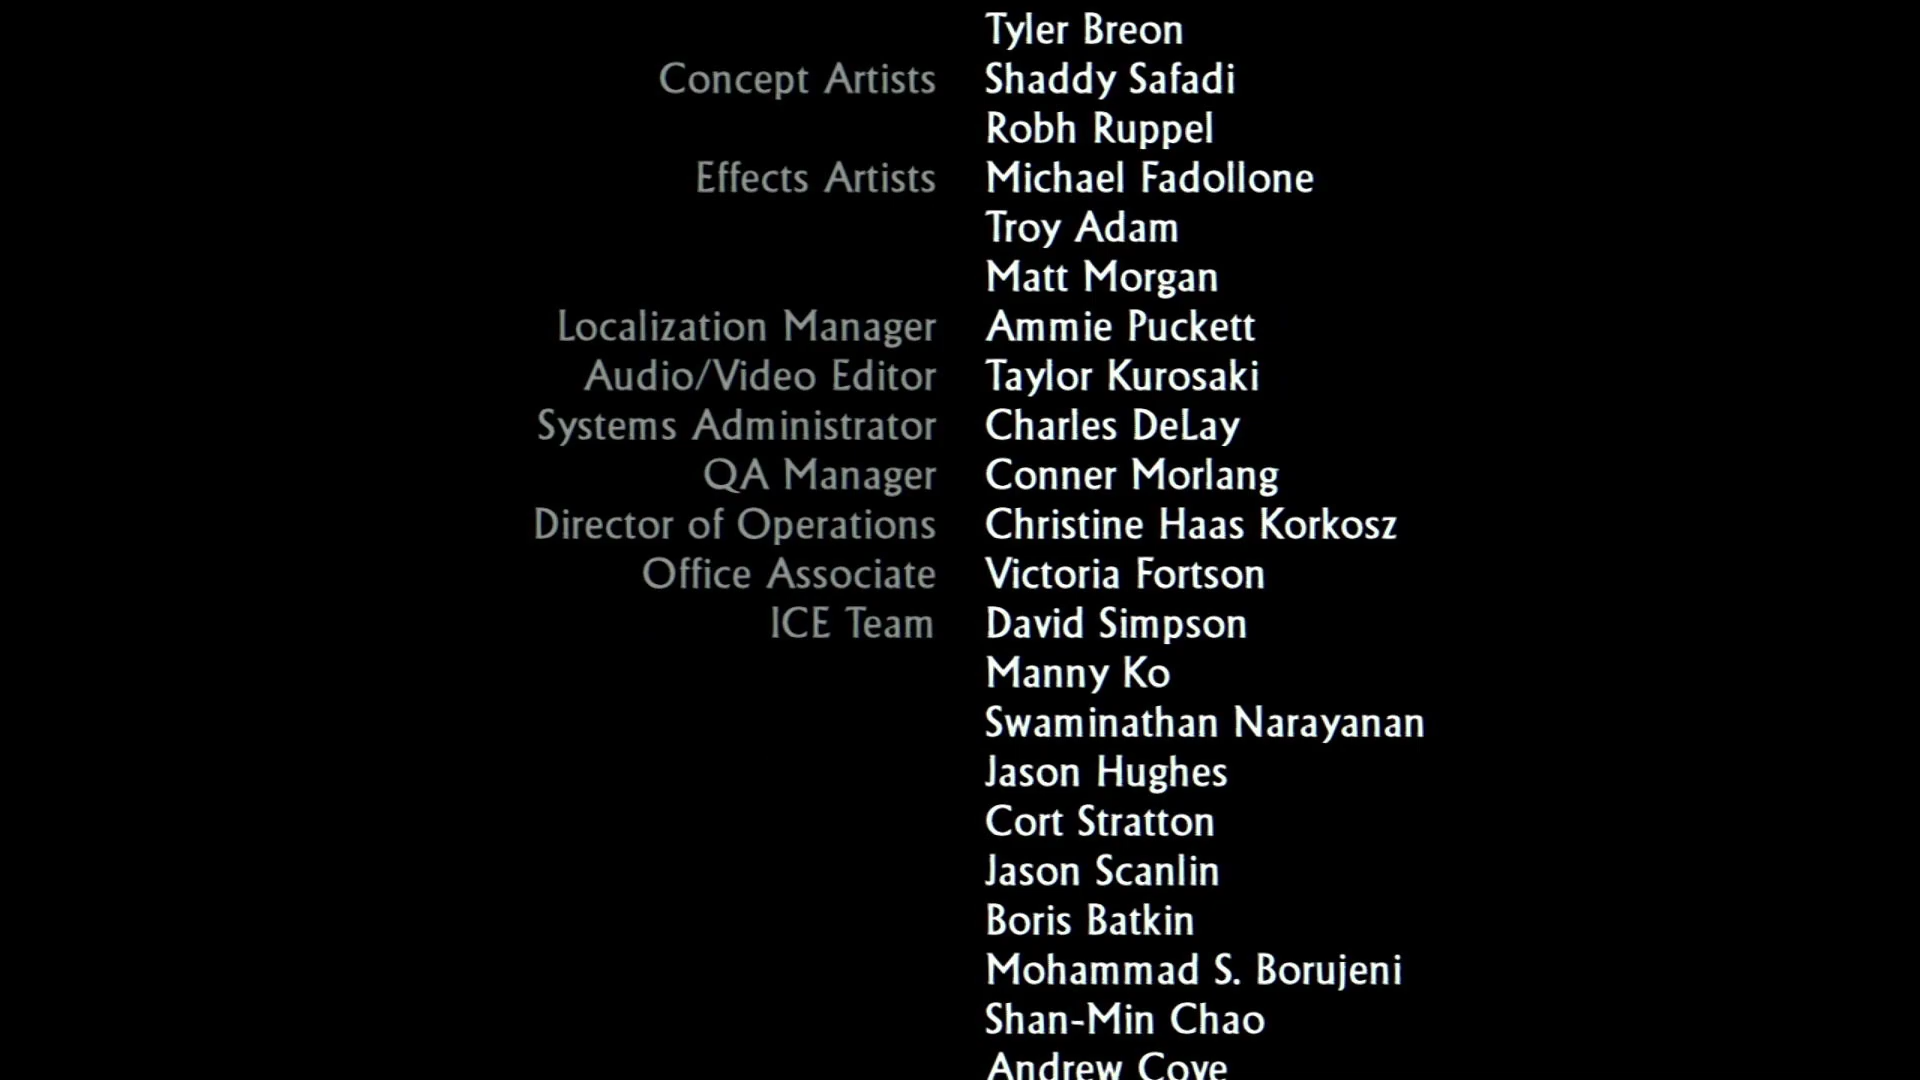 Tyler Breon
Concept Artists Shaddy Safadi
Robh Ruppel
Effects Artists Michael Fadollone
Troy Adam
Matt Morgan
Localization Manager Ammie Puckett
Audio/Video Editor Taylor Kurosaki
Systems Administrator Charles DeLay
QA Manager Conner Morlang
Director of Operations Christine Haas Korkosz
Office Associate Victoria Fortson
ICE Team David Simpson
Manny Ko
Swaminathan Narayanan
Jason Hughes
Cort Stratton
Jason Scanlin
Boris Batkin
Mohammad S. Borujeni
Shan-Min Chao
Andrew Coye